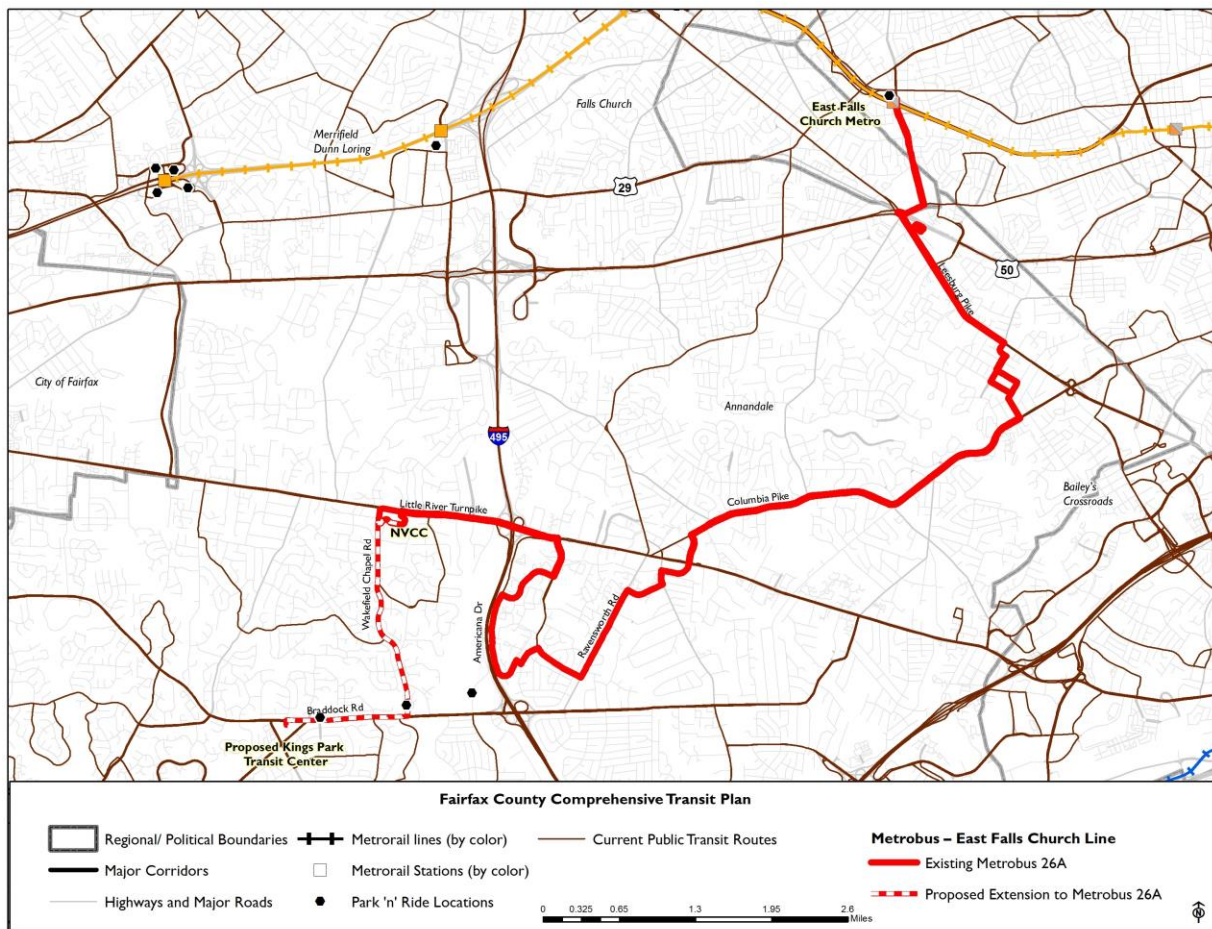 Falls Church
East Falls
Church Metro
Merrifield
Dunn Loring
29
50
Leesburg Pike
City of Fairfax
Annandale
495
Bailey's
Crossroads
Columbia Pike
Little River Turnpike
NVCC
Wakefield Chapel Rd
Americana Dr
Ravensworth Rd
Braddock Rd
Proposed Kings Park
Transit Center
Fairfax County Comprehensive Transit Plan
Regional/ Political Boundaries
Metrorail lines (by color)
Current Public Transit Routes
Metrobus – East Falls Church Line
Major Corridors
Metrorail Stations (by color)
Existing Metrobus 26A
Highways and Major Roads
Park 'n' Ride Locations
Proposed Extension to Metrobus 26A
0 0.325 0.65 1.3 1.95 2.6
Miles
N